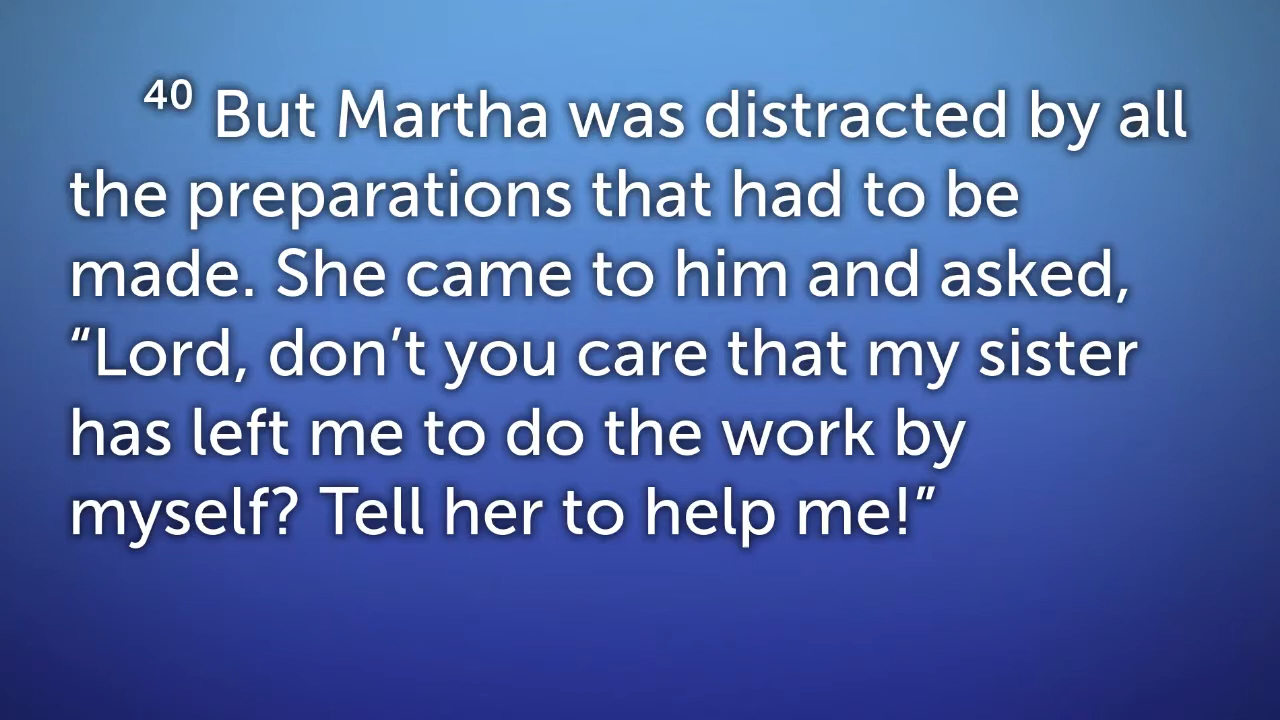 40 But Martha was distracted by all
the preparations that had to be
made. She came to him and asked,
“Lord, don’t you care that my sister
has left me to do the work by
myself? Tell her to help me!”